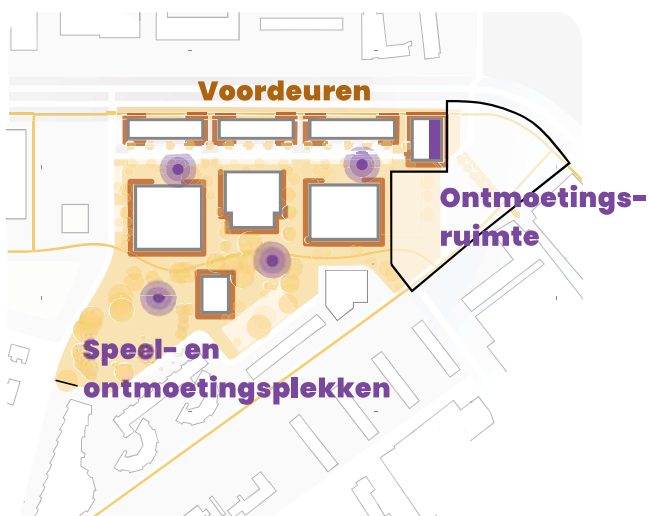 Voordeuren
Ontmoetings-
ruimte
Speel- en
ontmoetingsplekken